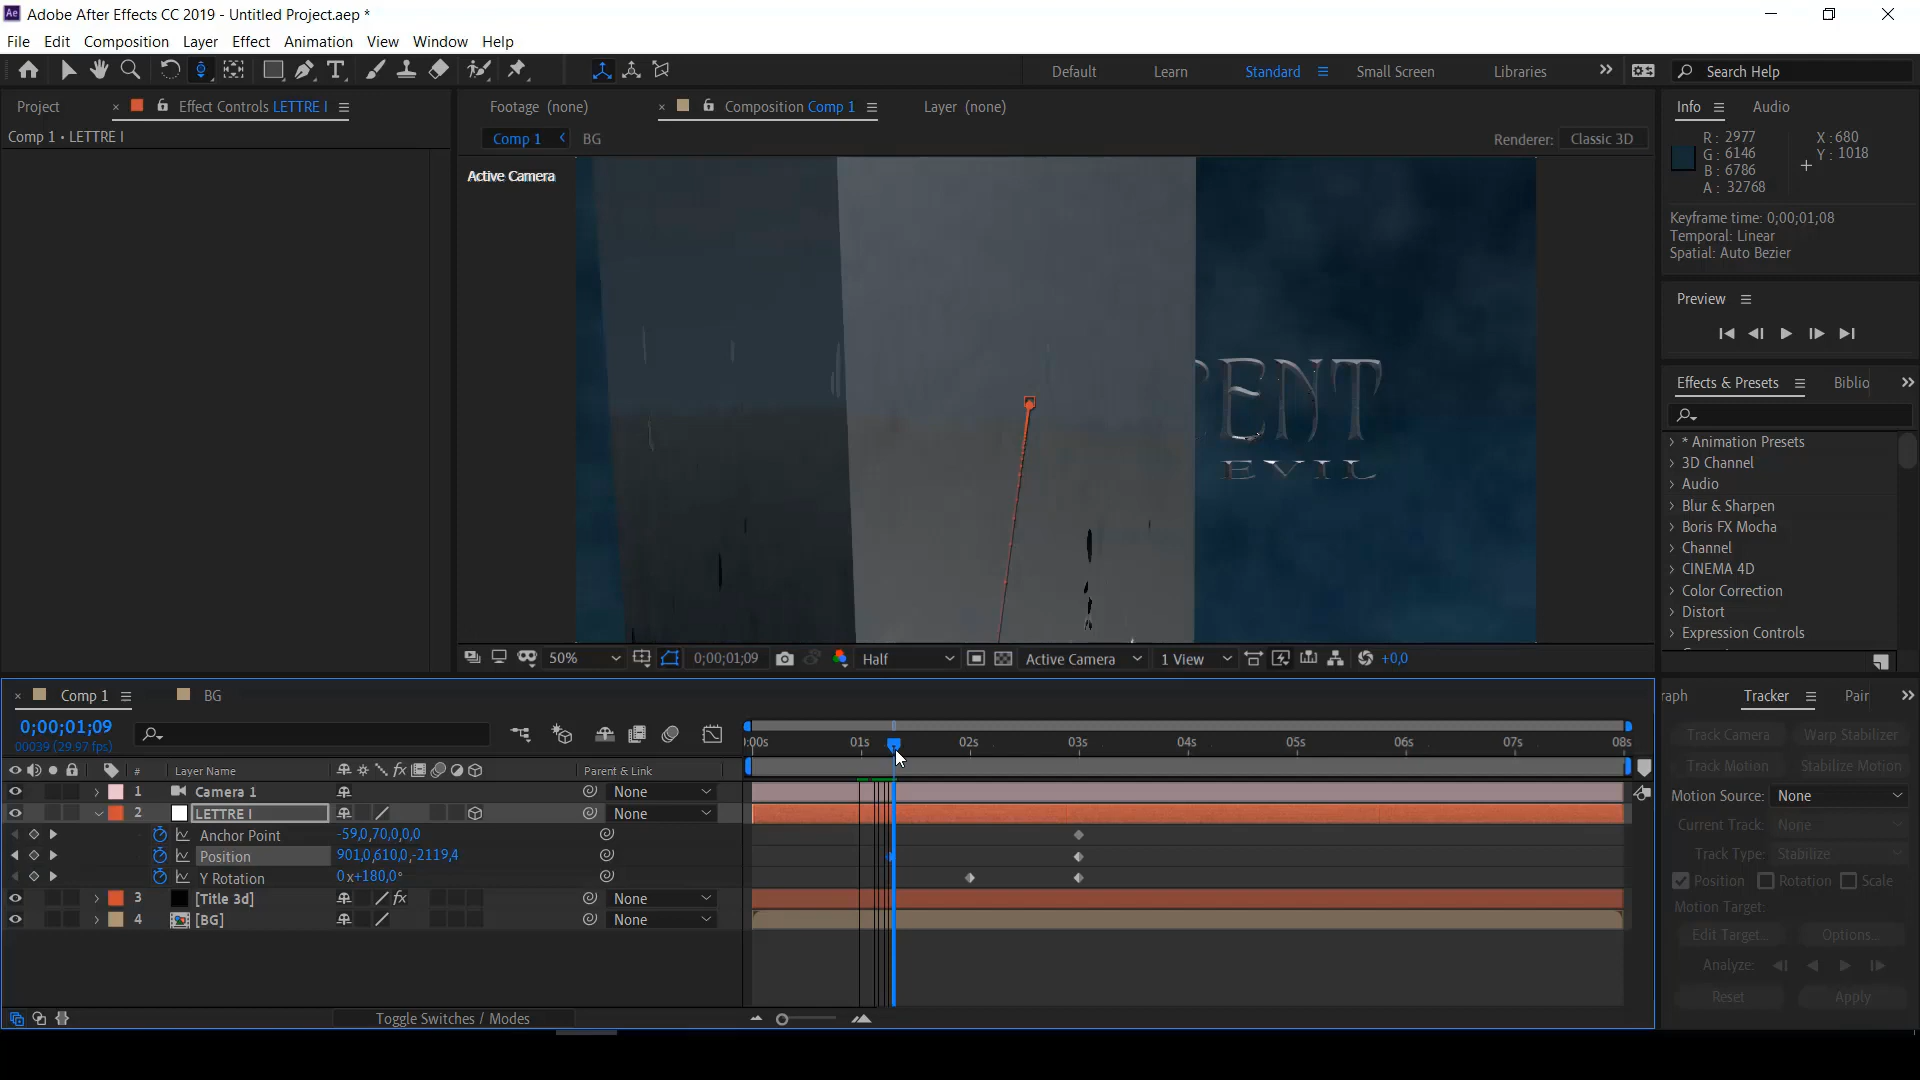 Adobe After Effects CC 2019 - Untitled Project.aep *
File Edit Composition Layer Effect Animation View Window Help
Default Learn Standard Small Screen Libraries Search Help
Project Effect Controls LETTRE I Footage (none) Composition Comp 1 Layer (none) Info Audio
Comp 1 • LETTRE I
Comp 1 BG Renderer: Classic 3D
Active Camera
R : 2977 X : 680
G : 6146 Y : 1018
B : 6786
A : 32768
Keyframe time: 0;00;01;08
Temporal: Linear
Spatial: Auto Bezier
Preview
ENT
EVIL
Effects & Presets Biblio
* Animation Presets
3D Channel
Audio
Blur & Sharpen
Boris FX Mocha
Channel
CINEMA 4D
Color Correction
Distort
Expression Controls
50% 0;00;01;09 Half Active Camera 1 View +0,0
Comp 1 BG
raph Tracker Pair
0;00;01;09
00039 (29.97 fps)
:00s 01s 02s 03s 04s 05s 06s 07s 08s
# Layer Name Parent & Link
1 Camera 1 None
2 LETTRE I None
Anchor Point -59,0,70,0,0,0
Position 901,0,610,0,-2119,4
Y Rotation 0x+180,0°
3 [Title 3d] fx None
4 [BG] None
Toggle Switches / Modes
Track Camera Warp Stabilizer
Track Motion Stabilize Motion
Motion Source: None
Current Track: None
Track Type: Stabilize
Position Rotation Scale
Motion Target:
Edit Target... Options...
Analyze:
Reset Apply